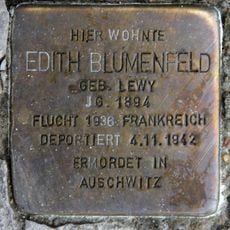 HIER WOHNTE
EDITH BLUMENFELD
GEB. LEWY
JG. 1894
FLUCHT 1936 FRANKREICH
DEPORTIERT 4.11.1942
ERMORDET IN
AUSCHWITZ